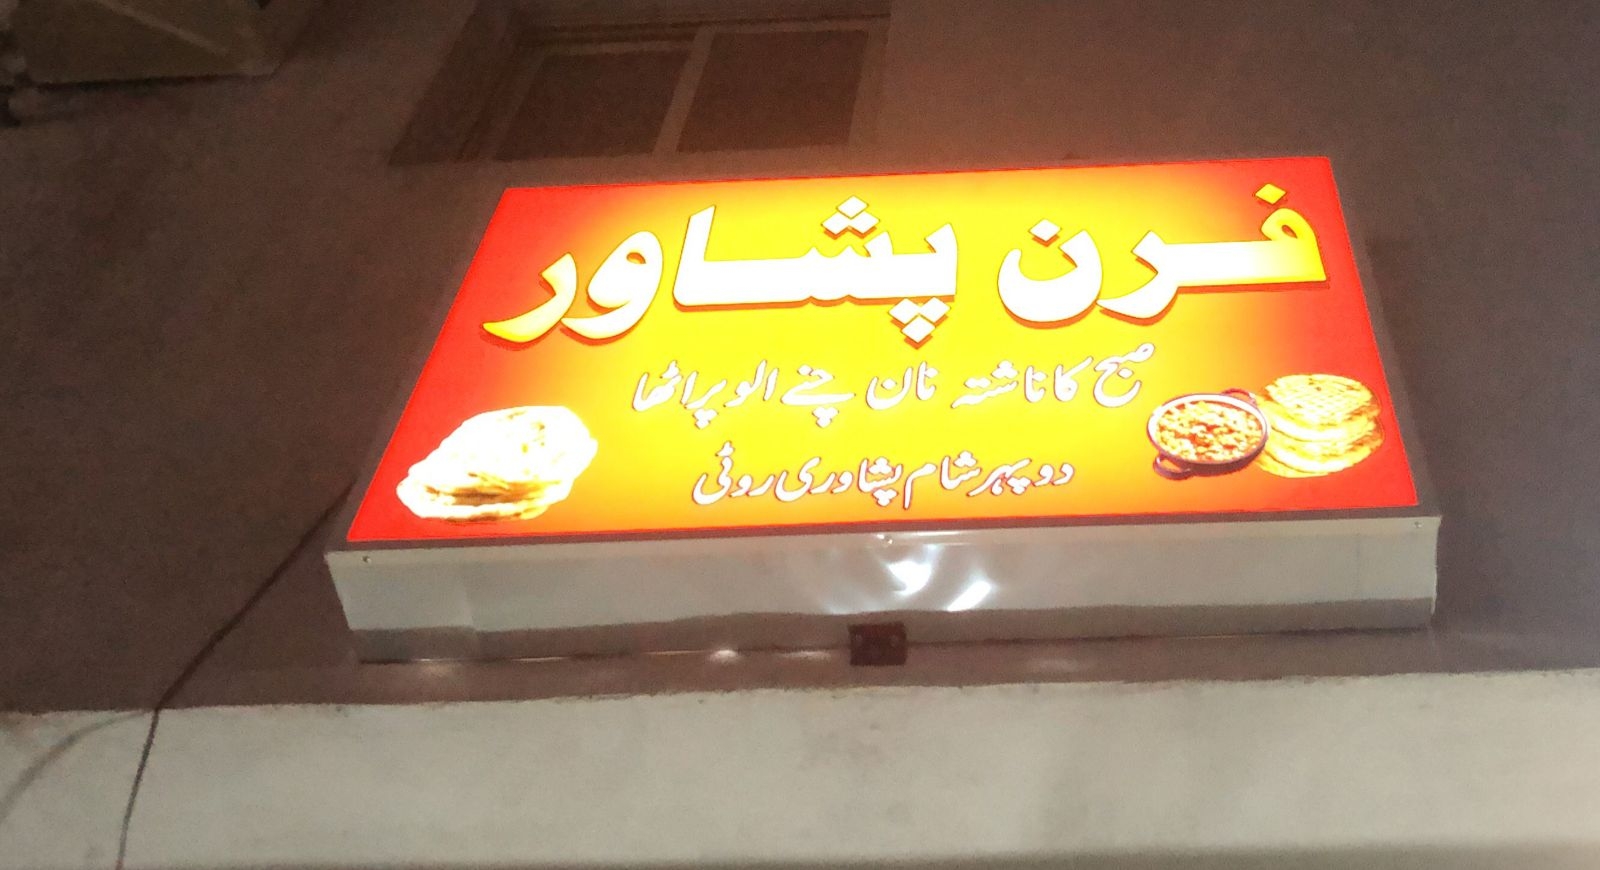 فرن پشاور
صبح کا ناشتہ نان چنے الو پراٹھا
دوپہر شام پشاوری روٹی